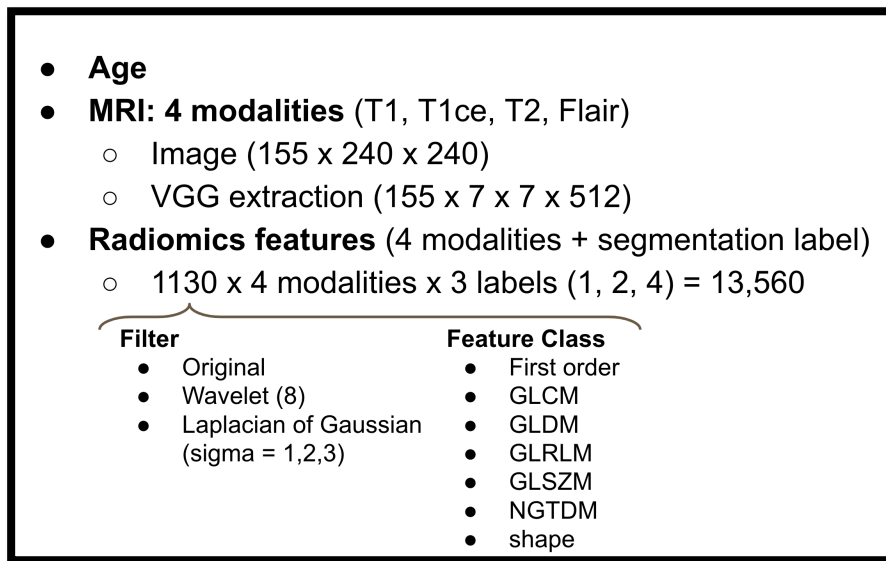 ● Age
● MRI: 4 modalities (T1, T1ce, T2, Flair)
○ Image (155 x 240 x 240)
○ VGG extraction (155 x 7 x 7 x 512)
● Radiomics features (4 modalities + segmentation label)
○ 1130 x 4 modalities x 3 labels (1, 2, 4) = 13,560
Filter
● Original
● Wavelet (8)
● Laplacian of Gaussian
(sigma = 1,2,3)
Feature Class
● First order
● GLCM
● GLDM
● GLRLM
● GLSZM
● NGTDM
● shape